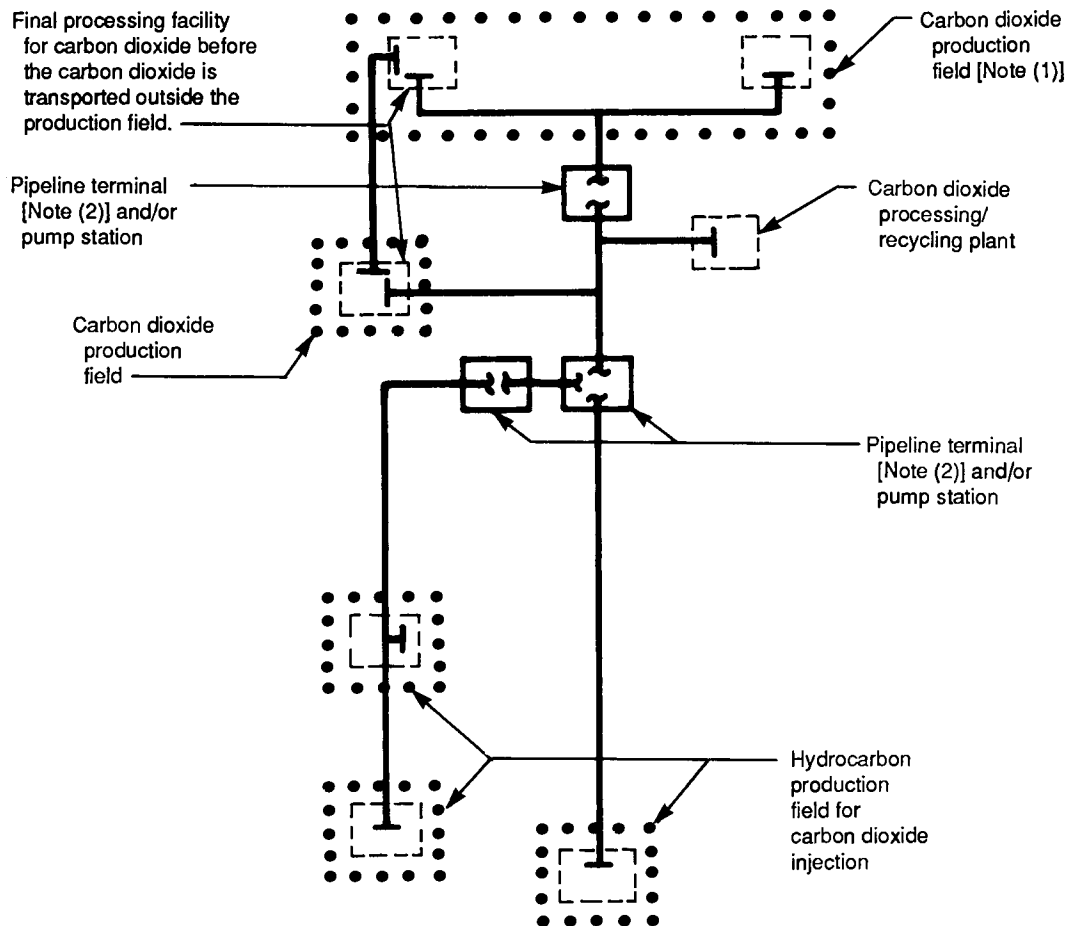 Final processing facility
for carbon dioxide before
the carbon dioxide is
transported outside the
production field.
Carbon dioxide
production
field [Note (1)]
Pipeline terminal
[Note (2)] and/or
pump station
Carbon dioxide
processing/
recycling plant
Carbon dioxide
production
field
Pipeline terminal
[Note (2)] and/or
pump station
Hydrocarbon
production
field for
carbon dioxide
injection